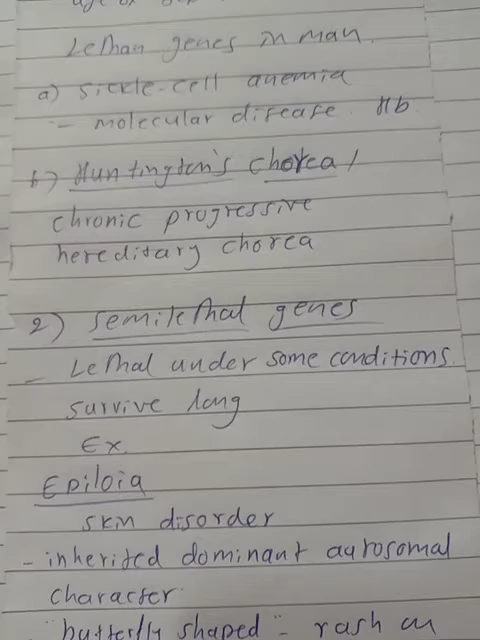 Lethan genes in man.
a) sickle-cell anemia
- molecular disease. Hb
b) Huntington's chorea /
chronic progressive
hereditary chorea
2) semilethal genes
- Lethal under some conditions.
survive long
Ex.
Epiloia
skin disorder
- inherited dominant autosomal
character.
"butterfly shaped" - rash on